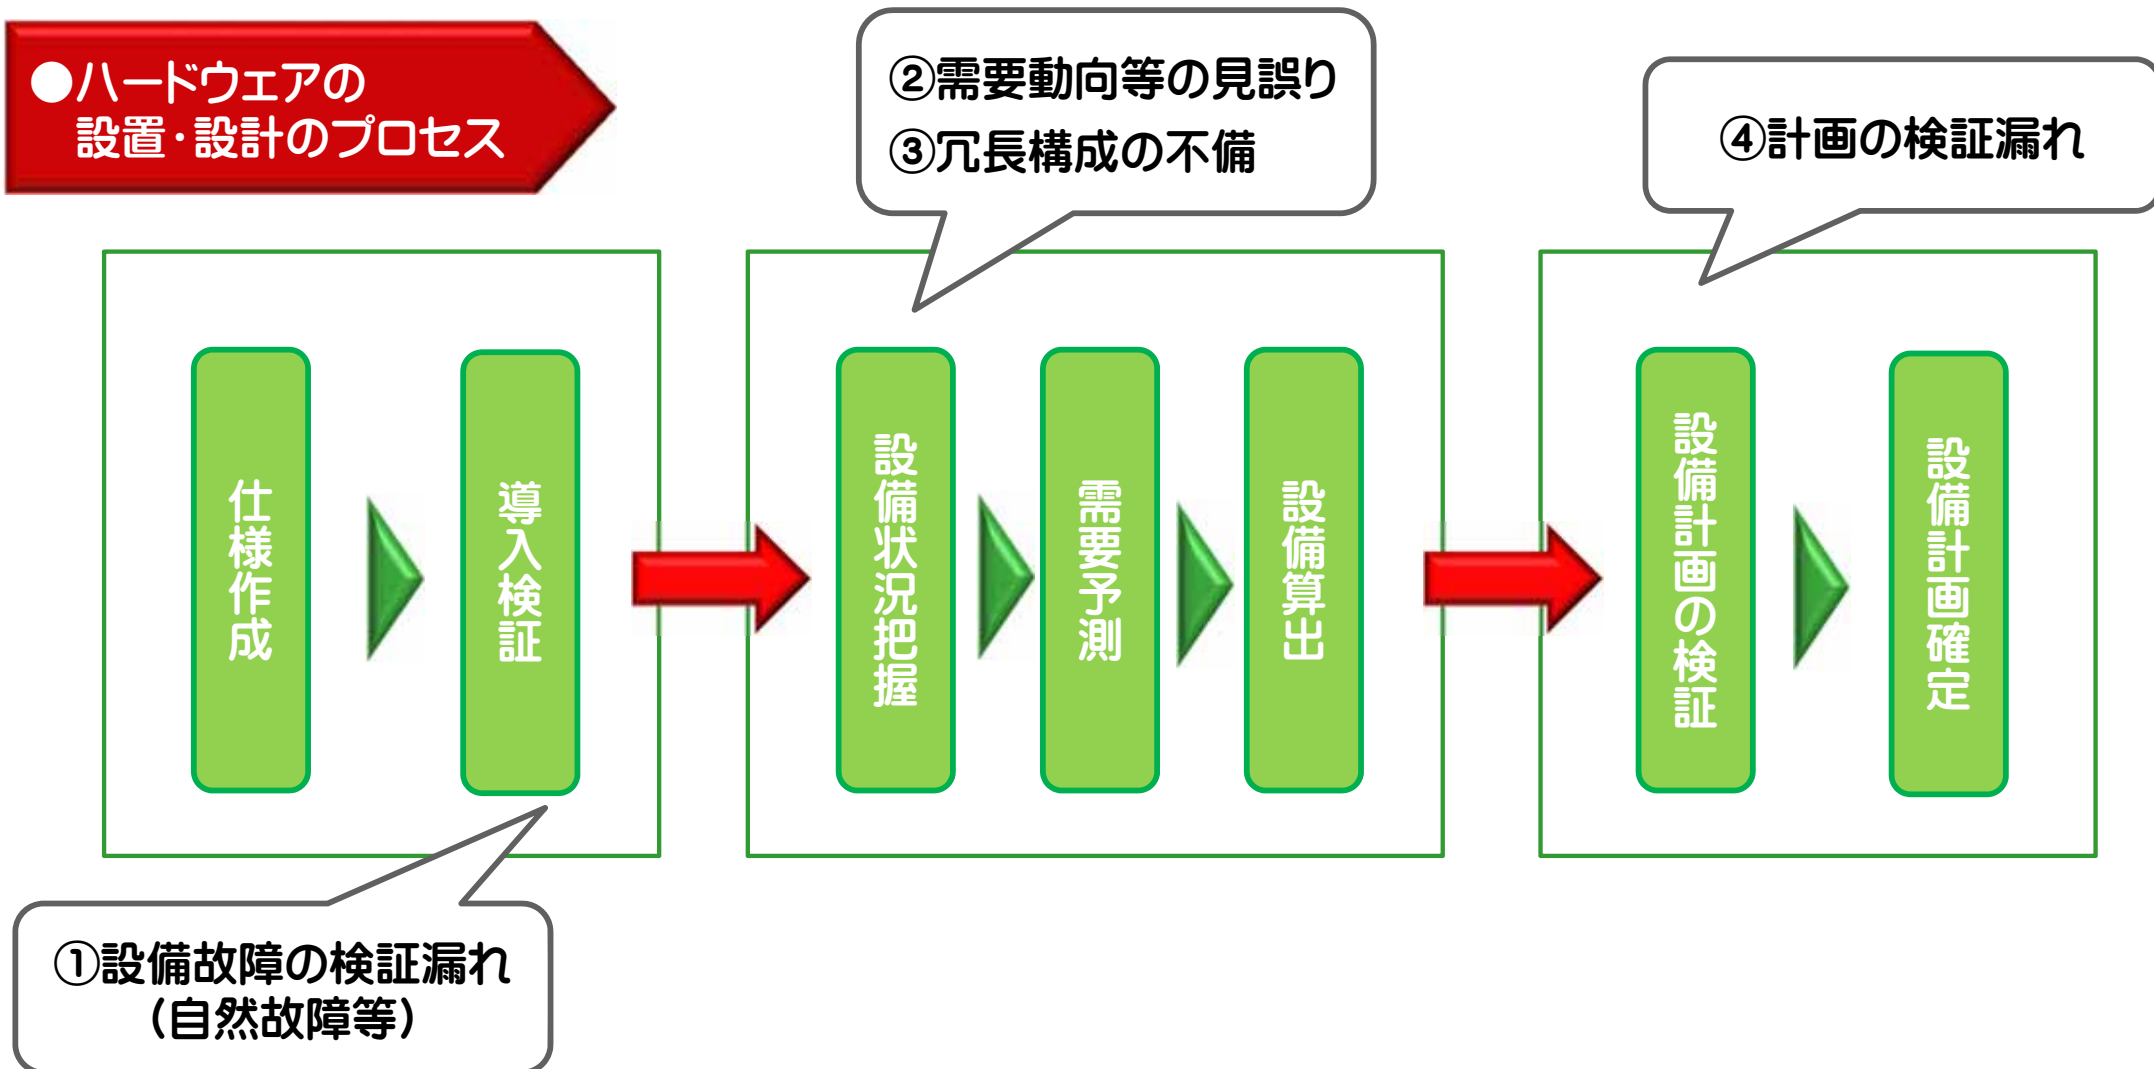 ●ハードウェアの
設置・設計のプロセス
②需要動向等の見誤り
③冗長構成の不備
④計画の検証漏れ
仕様作成
導入検証
設備状況把握
需要予測
設備算出
設備計画の検証
設備計画確定
①設備故障の検証漏れ
(自然故障等)